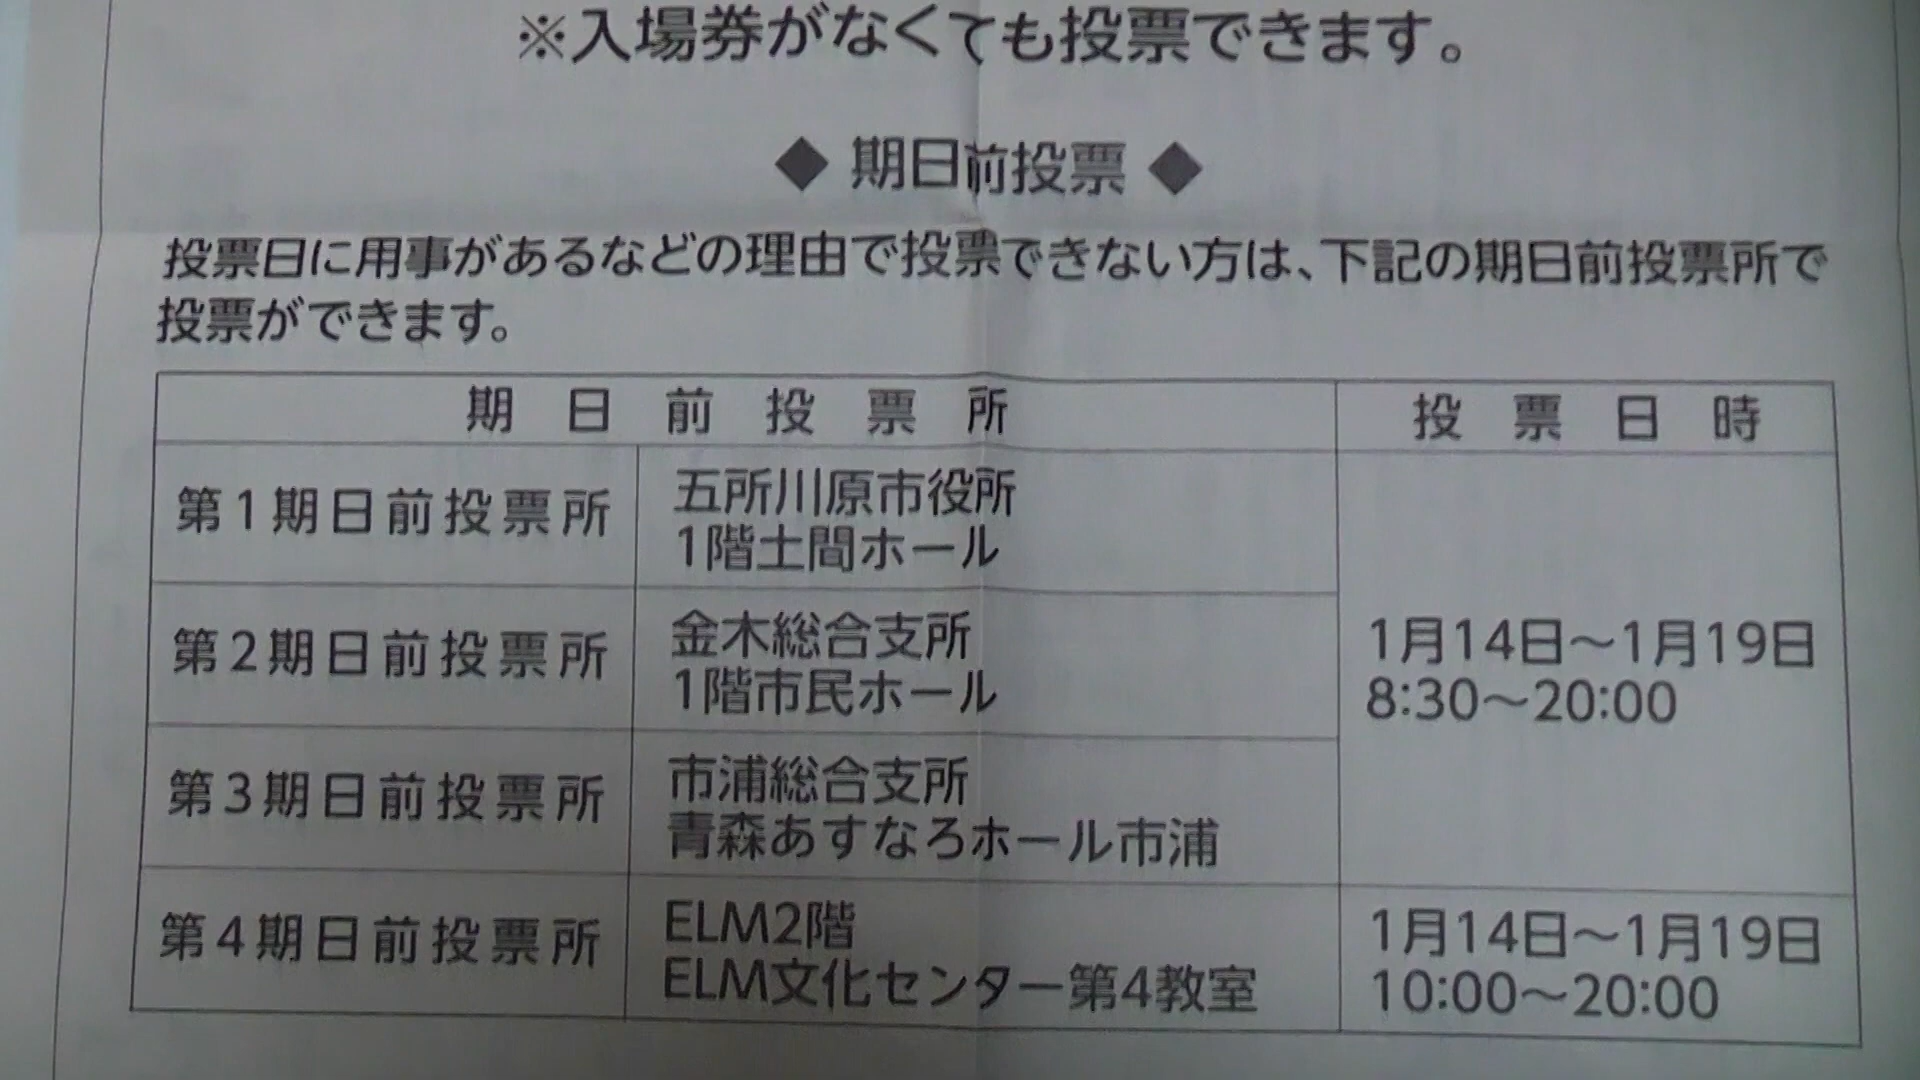 ※入場券がなくても投票できます。
◆ 期日前投票 ◆
投票日に用事があるなどの理由で投票できない方は、下記の期日前投票所で
投票ができます。
期日前投票所 投票日時
第1期日前投票所 五所川原市役所
1階土間ホール
第2期日前投票所 金木総合支所
1階市民ホール
1月14日～1月19日
8:30～20:00
第3期日前投票所 市浦総合支所
青森あすなろホール市浦
第4期日前投票所 ELM2階
ELM文化センター第4教室
1月14日～1月19日
10:00～20:00